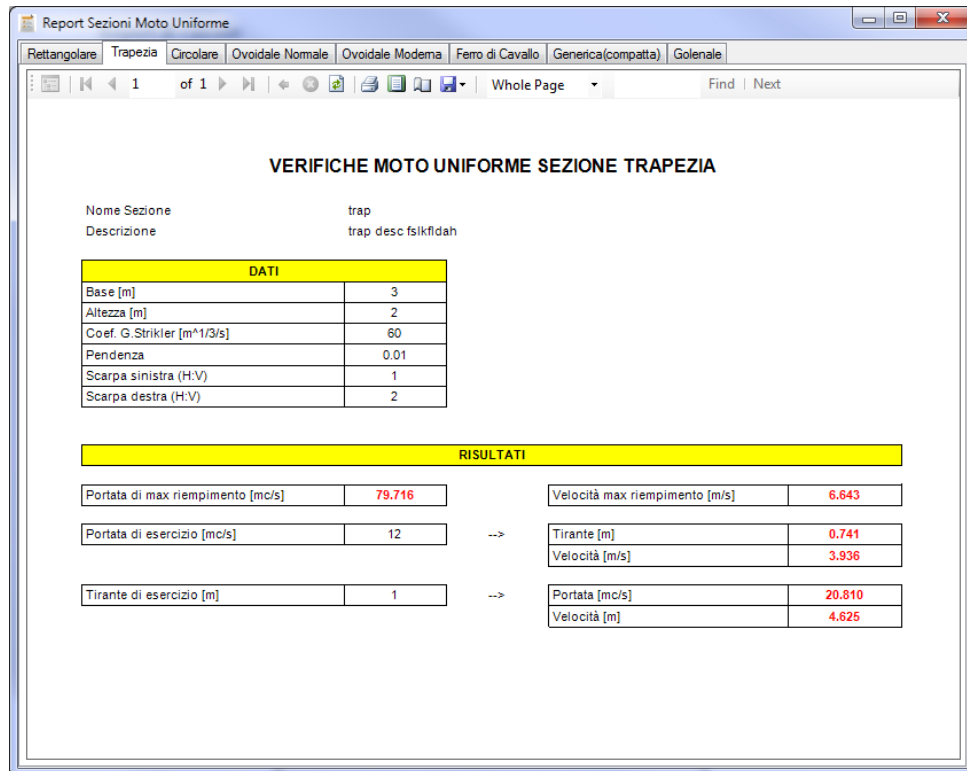 Report Sezioni Moto Uniforme
Rettangolare Trapezia Circolare Ovoidale Normale Ovoidale Moderna Ferro di Cavallo Generica(compatta) Golenale
1 of 1 Whole Page Find | Next
VERIFICHE MOTO UNIFORME SEZIONE TRAPEZIA
Nome Sezione trap
Descrizione trap desc fslkfldah
DATI
Base [m] 3
Altezza [m] 2
Coef. G.Strikler [m^1/3/s] 60
Pendenza 0.01
Scarpa sinistra (H:V) 1
Scarpa destra (H:V) 2
RISULTATI
Portata di max riempimento [mc/s] 79.716 Velocità max riempimento [m/s] 6.643
Portata di esercizio [mc/s] 12 --> Tirante [m] 0.741
Velocità [m/s] 3.936
Tirante di esercizio [m] 1 --> Portata [mc/s] 20.810
Velocità [m] 4.625